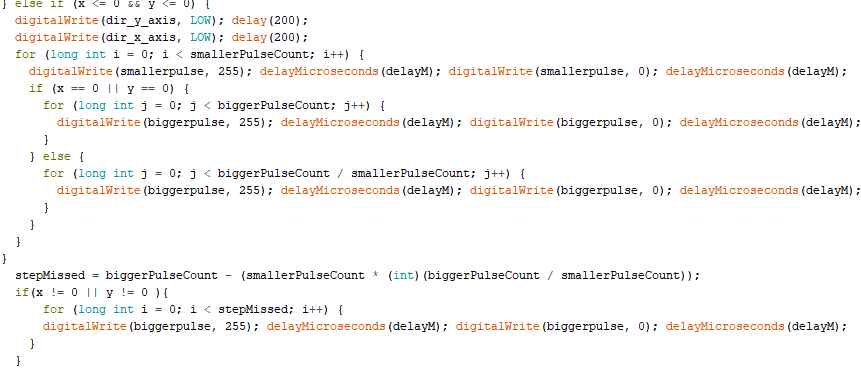 } else if (x <= 0 && y <= 0) {
digitalWrite(dir_y_axis, LOW); delay(200);
digitalWrite(dir_x_axis, LOW); delay(200);
for (long int i = 0; i < smallerPulseCount; i++) {
digitalWrite(smallerpulse, 255); delayMicroseconds(delayM); digitalWrite(smallerpulse, 0); delayMicroseconds(delayM);
if (x == 0 || y == 0) {
for (long int j = 0; j < biggerPulseCount; j++) {
digitalWrite(biggerpulse, 255); delayMicroseconds(delayM); digitalWrite(biggerpulse, 0); delayMicroseconds(delayM);
}
} else {
for (long int j = 0; j < biggerPulseCount / smallerPulseCount; j++) {
digitalWrite(biggerpulse, 255); delayMicroseconds(delayM); digitalWrite(biggerpulse, 0); delayMicroseconds(delayM);
}
}
}
}
stepMissed = biggerPulseCount - (smallerPulseCount * (int)(biggerPulseCount / smallerPulseCount));
if(x != 0 || y != 0 ){
for (long int i = 0; i < stepMissed; i++) {
digitalWrite(biggerpulse, 255); delayMicroseconds(delayM); digitalWrite(biggerpulse, 0); delayMicroseconds(delayM);
}
}